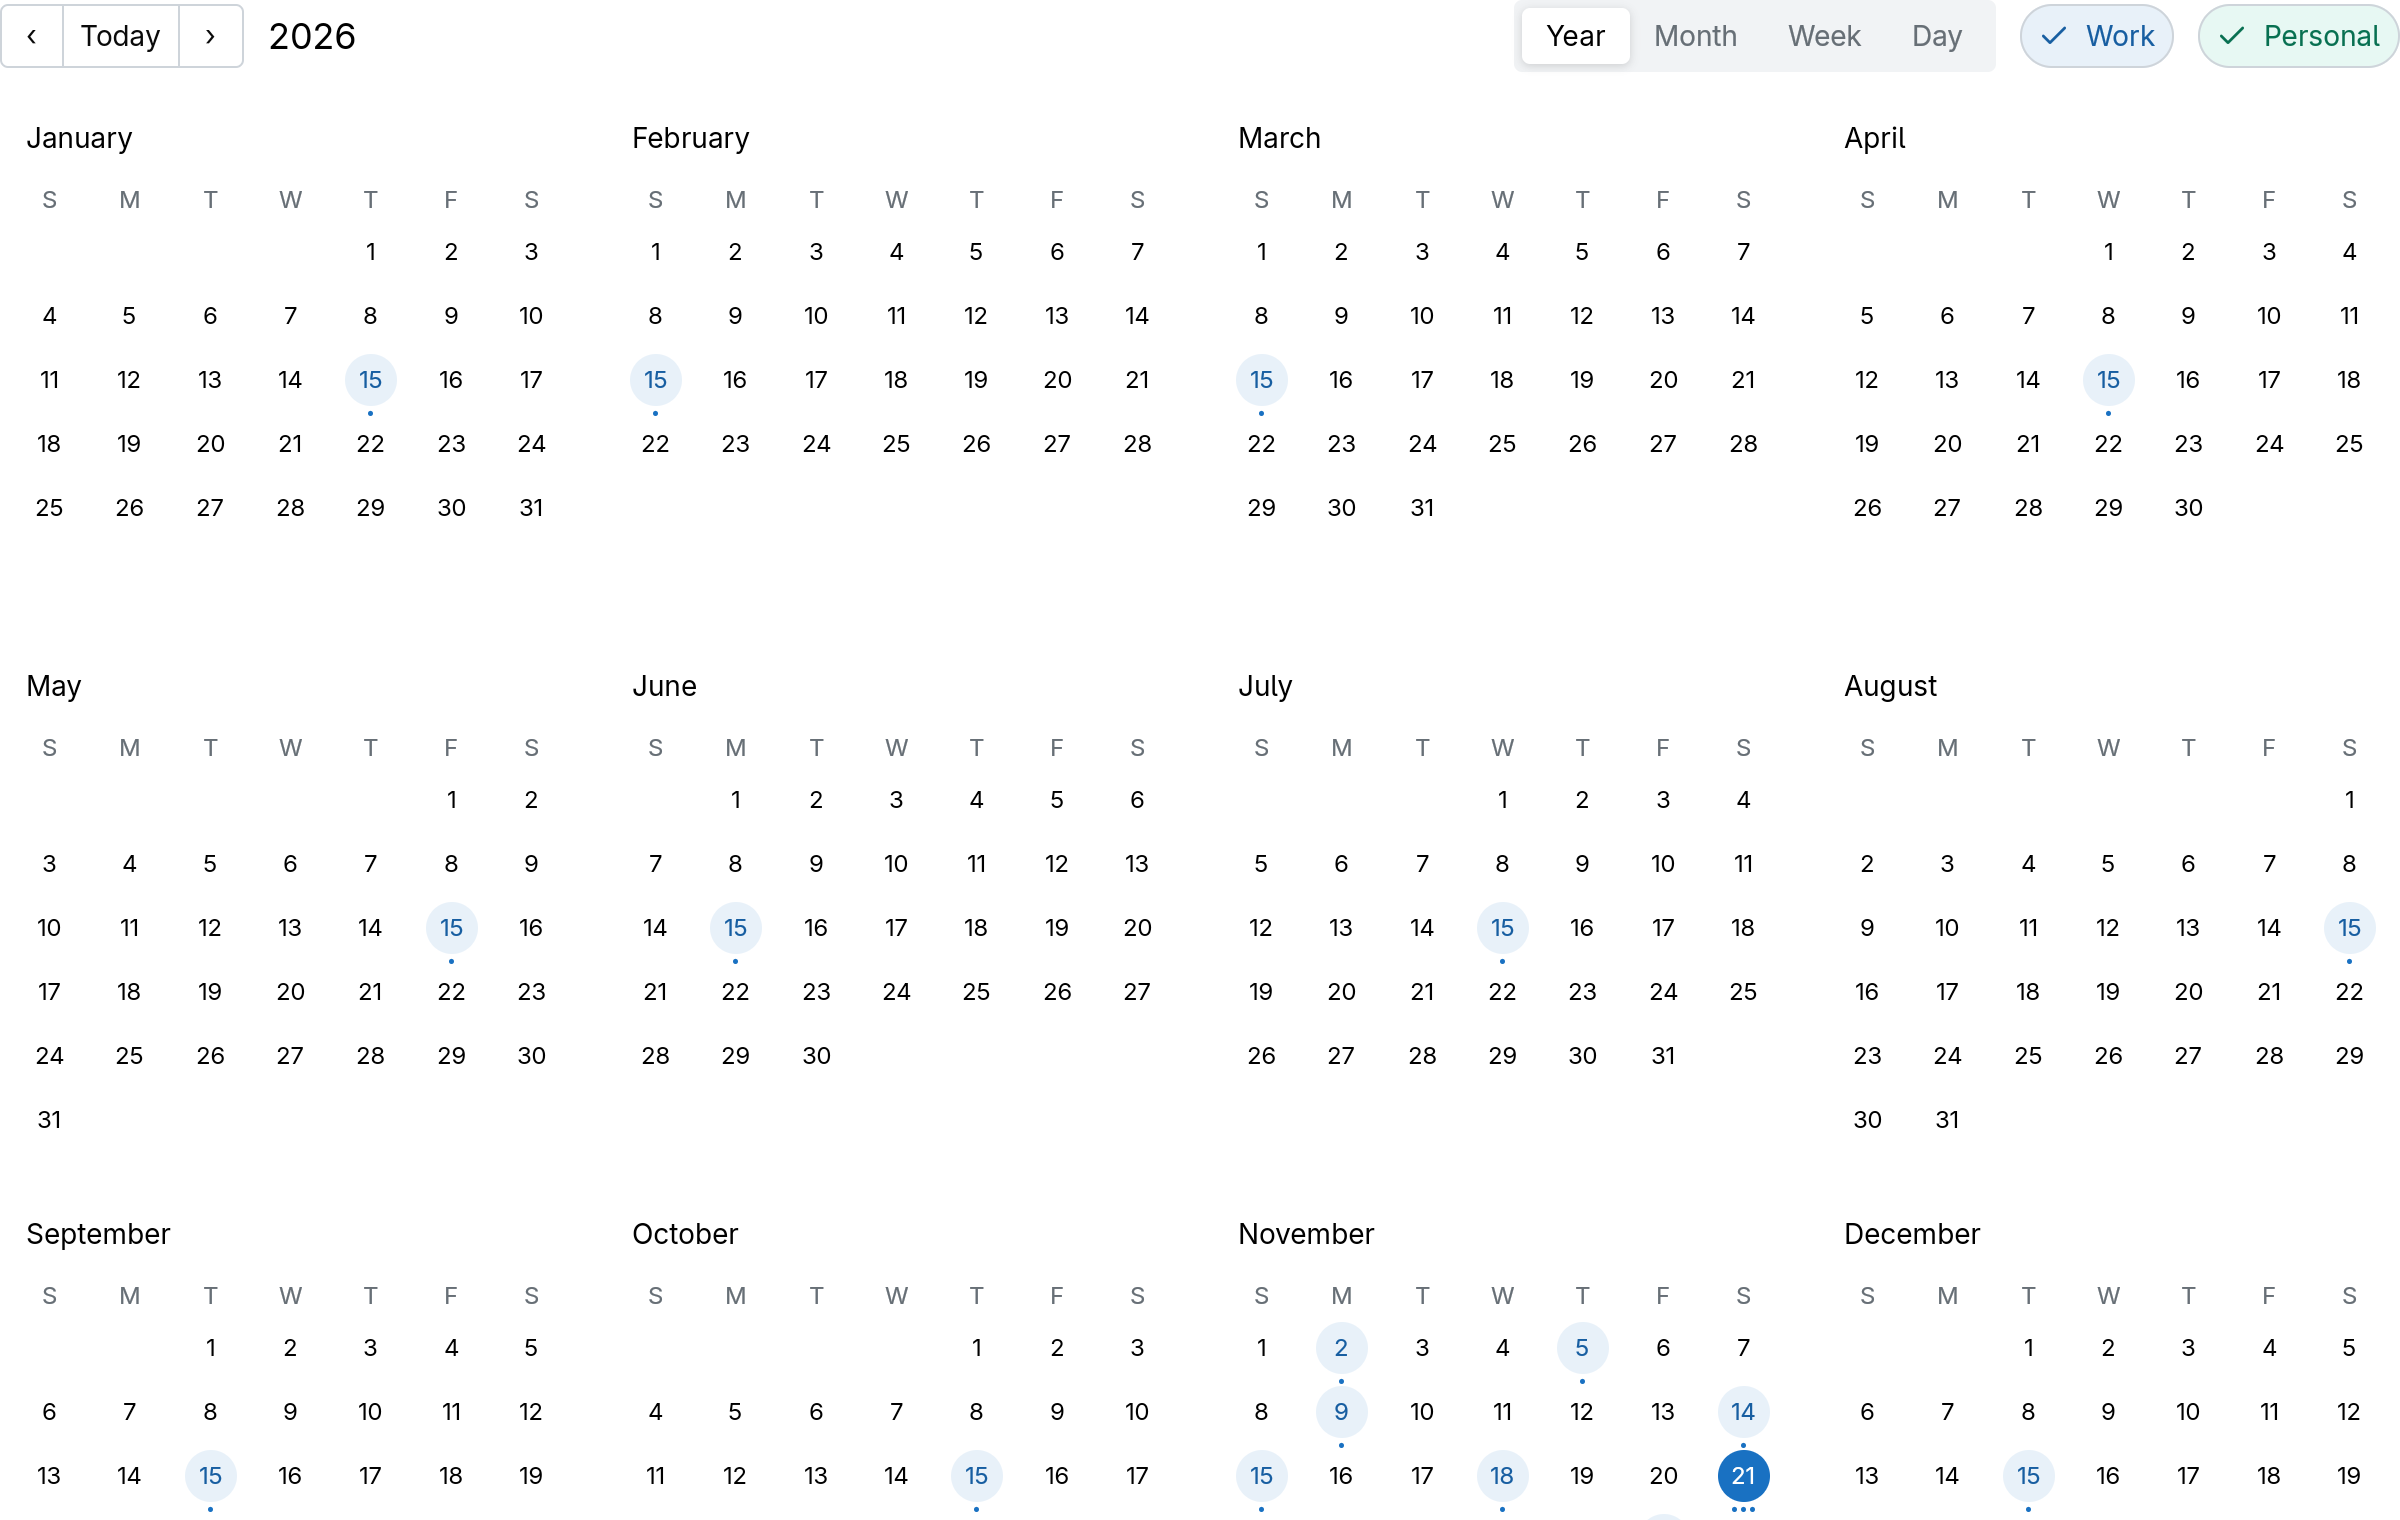 ‹ Today › 2026 Year Month Week Day Work Personal
January February March April
S M T W T F S S M T W T F S S M T W T F S S M T W T F S
1 2 3 1 2 3 4 5 6 7 1 2 3 4 5 6 7 1 2 3 4
4 5 6 7 8 9 10 8 9 10 11 12 13 14 8 9 10 11 12 13 14 5 6 7 8 9 10 11
11 12 13 14 15 16 17 15 16 17 18 19 20 21 15 16 17 18 19 20 21 12 13 14 15 16 17 18
18 19 20 21 22 23 24 22 23 24 25 26 27 28 22 23 24 25 26 27 28 19 20 21 22 23 24 25
25 26 27 28 29 30 31 29 30 31 26 27 28 29 30
May June July August
S M T W T F S S M T W T F S S M T W T F S S M T W T F S
1 2 1 2 3 4 5 6 1 2 3 4 1
3 4 5 6 7 8 9 7 8 9 10 11 12 13 5 6 7 8 9 10 11 2 3 4 5 6 7 8
10 11 12 13 14 15 16 14 15 16 17 18 19 20 12 13 14 15 16 17 18 9 10 11 12 13 14 15
17 18 19 20 21 22 23 21 22 23 24 25 26 27 19 20 21 22 23 24 25 16 17 18 19 20 21 22
24 25 26 27 28 29 30 28 29 30 26 27 28 29 30 31 23 24 25 26 27 28 29
31 30 31
September October November December
S M T W T F S S M T W T F S S M T W T F S S M T W T F S
1 2 3 4 5 1 2 3 1 2 3 4 5 6 7 1 2 3 4 5
6 7 8 9 10 11 12 4 5 6 7 8 9 10 8 9 10 11 12 13 14 6 7 8 9 10 11 12
13 14 15 16 17 18 19 11 12 13 14 15 16 17 15 16 17 18 19 20 21 13 14 15 16 17 18 19